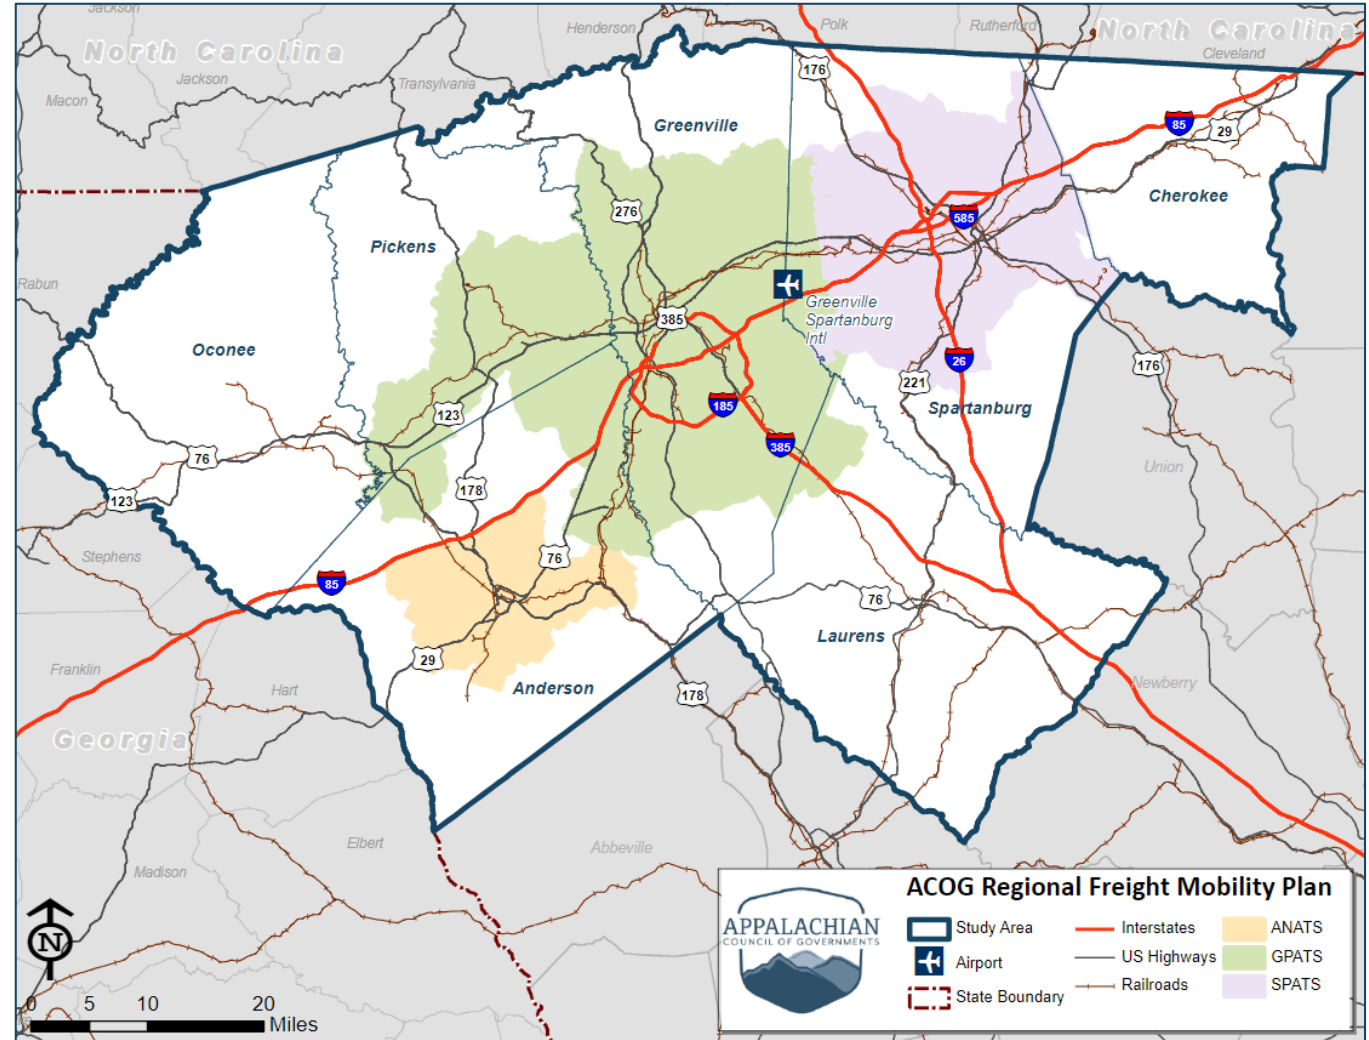 Jackson
Henderson
Polk
Rutherford
North Carolina
North Carolina
Cleveland
Jackson
Transylvania
Macon
176
85
29
Greenville
Cherokee
276
585
Pickens
Rabun
Greenville
Spartanburg
Intl
385
Oconee
26
176
221
185
Spartanburg
123
385
76
Union
178
123
Stephens
76
85
76
Laurens
29
Franklin
Anderson
Hart
178
Newberry
Georgia
Elbert
Abbeville
Madison
N
0 5 10 20
Miles
APPALACHIAN
COUNCIL OF GOVERNMENTS
ACOG Regional Freight Mobility Plan
Study Area
Airport
State Boundary
Interstates
US Highways
Railroads
ANATS
GPATS
SPATS